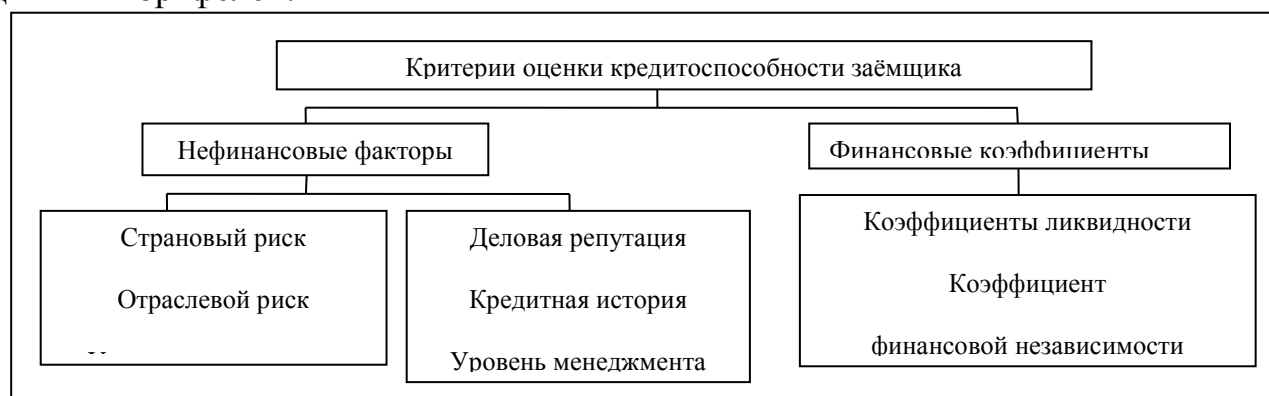 Критерии оценки кредитоспособности заёмщика
Нефинансовые факторы
Финансовые коэффициенты
Страновый риск
Отраслевой риск
Деловая репутация
Кредитная история
Уровень менеджмента
Коэффициенты ликвидности
Коэффициент
финансовой независимости